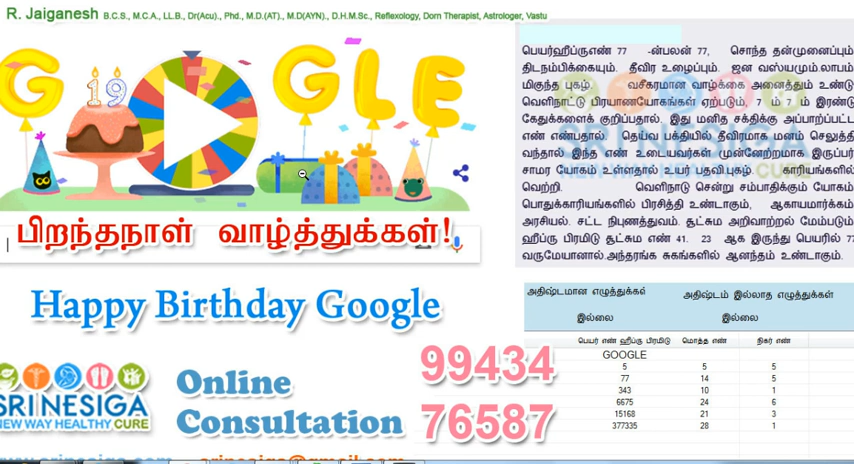 R. Jaiganesh B.C.S., M.C.A., LL.B., Dr(Acu)., Phd., M.D.(AT)., M.D(AYN)., D.H.M.Sc., Reflexology, Dorn Therapist, Astrologer, Vastu
GOOGLE
19
பிறந்தநாள் வாழ்த்துக்கள்!
Happy Birthday Google
SRI NESIGA
NEW WAY HEALTHY CURE
Online
Consultation
99434
76587
பெயர்ஹீப்ருஎண் 77 -ன்பலன் 77, சொந்த தன்முனைப்பும்
திடநம்பிக்கையும். தீவிர உழைப்பும். ஜன வஸ்யமும்.லாபம்
மிகுந்த புகழ். வசீகரமான வாழ்க்கை அனைத்தும் உண்டு
வெளிநாட்டு பிரயாணயோகங்கள் ஏற்படும், 7 ம் 7 ம் இரண்டு
கேதுக்களைக் குறிப்பதால். இது மனித சக்திக்கு அப்பாற்பட்ட
எண் என்பதால் தெய்வ பக்தியில் தீவிரமாக மனம் செலுத்தி
வந்தால் இந்த எண் உடையவர்கள் முன்னேற்றமாக இருப்பர்
சாமர யோகம் உள்ளதால் உயர் பதவி.புகழ். காரியங்களில்
வெற்றி. வெளிநாடு சென்று சம்பாதிக்கும் யோகம்
பொதுக்காரியங்களில் பிரசித்தி உண்டாகும், ஆகாயமார்க்கம்
அரசியல். சட்ட நிபுணத்துவம். சூட்சும அறிவாற்றல் மேம்படும்
ஹீப்ரு பிரமிடு சூட்சும எண் 41. 23 ஆக இருந்து பெயரில் 77
வருமேயானால்.அந்தரங்க சுகங்களில் ஆனந்தம் உண்டாகும்.
அதிஷ்டமான எழுத்துக்கள் அதிஷ்டம் இல்லாத எழுத்துக்கள்
இல்லை இல்லை
பெயர் எண் ஹீப்ரு பிரமிடு மொத்த எண் நிகர் எண்
GOOGLE
5 5 5
77 14 5
343 10 1
6675 24 6
15168 21 3
377335 28 1